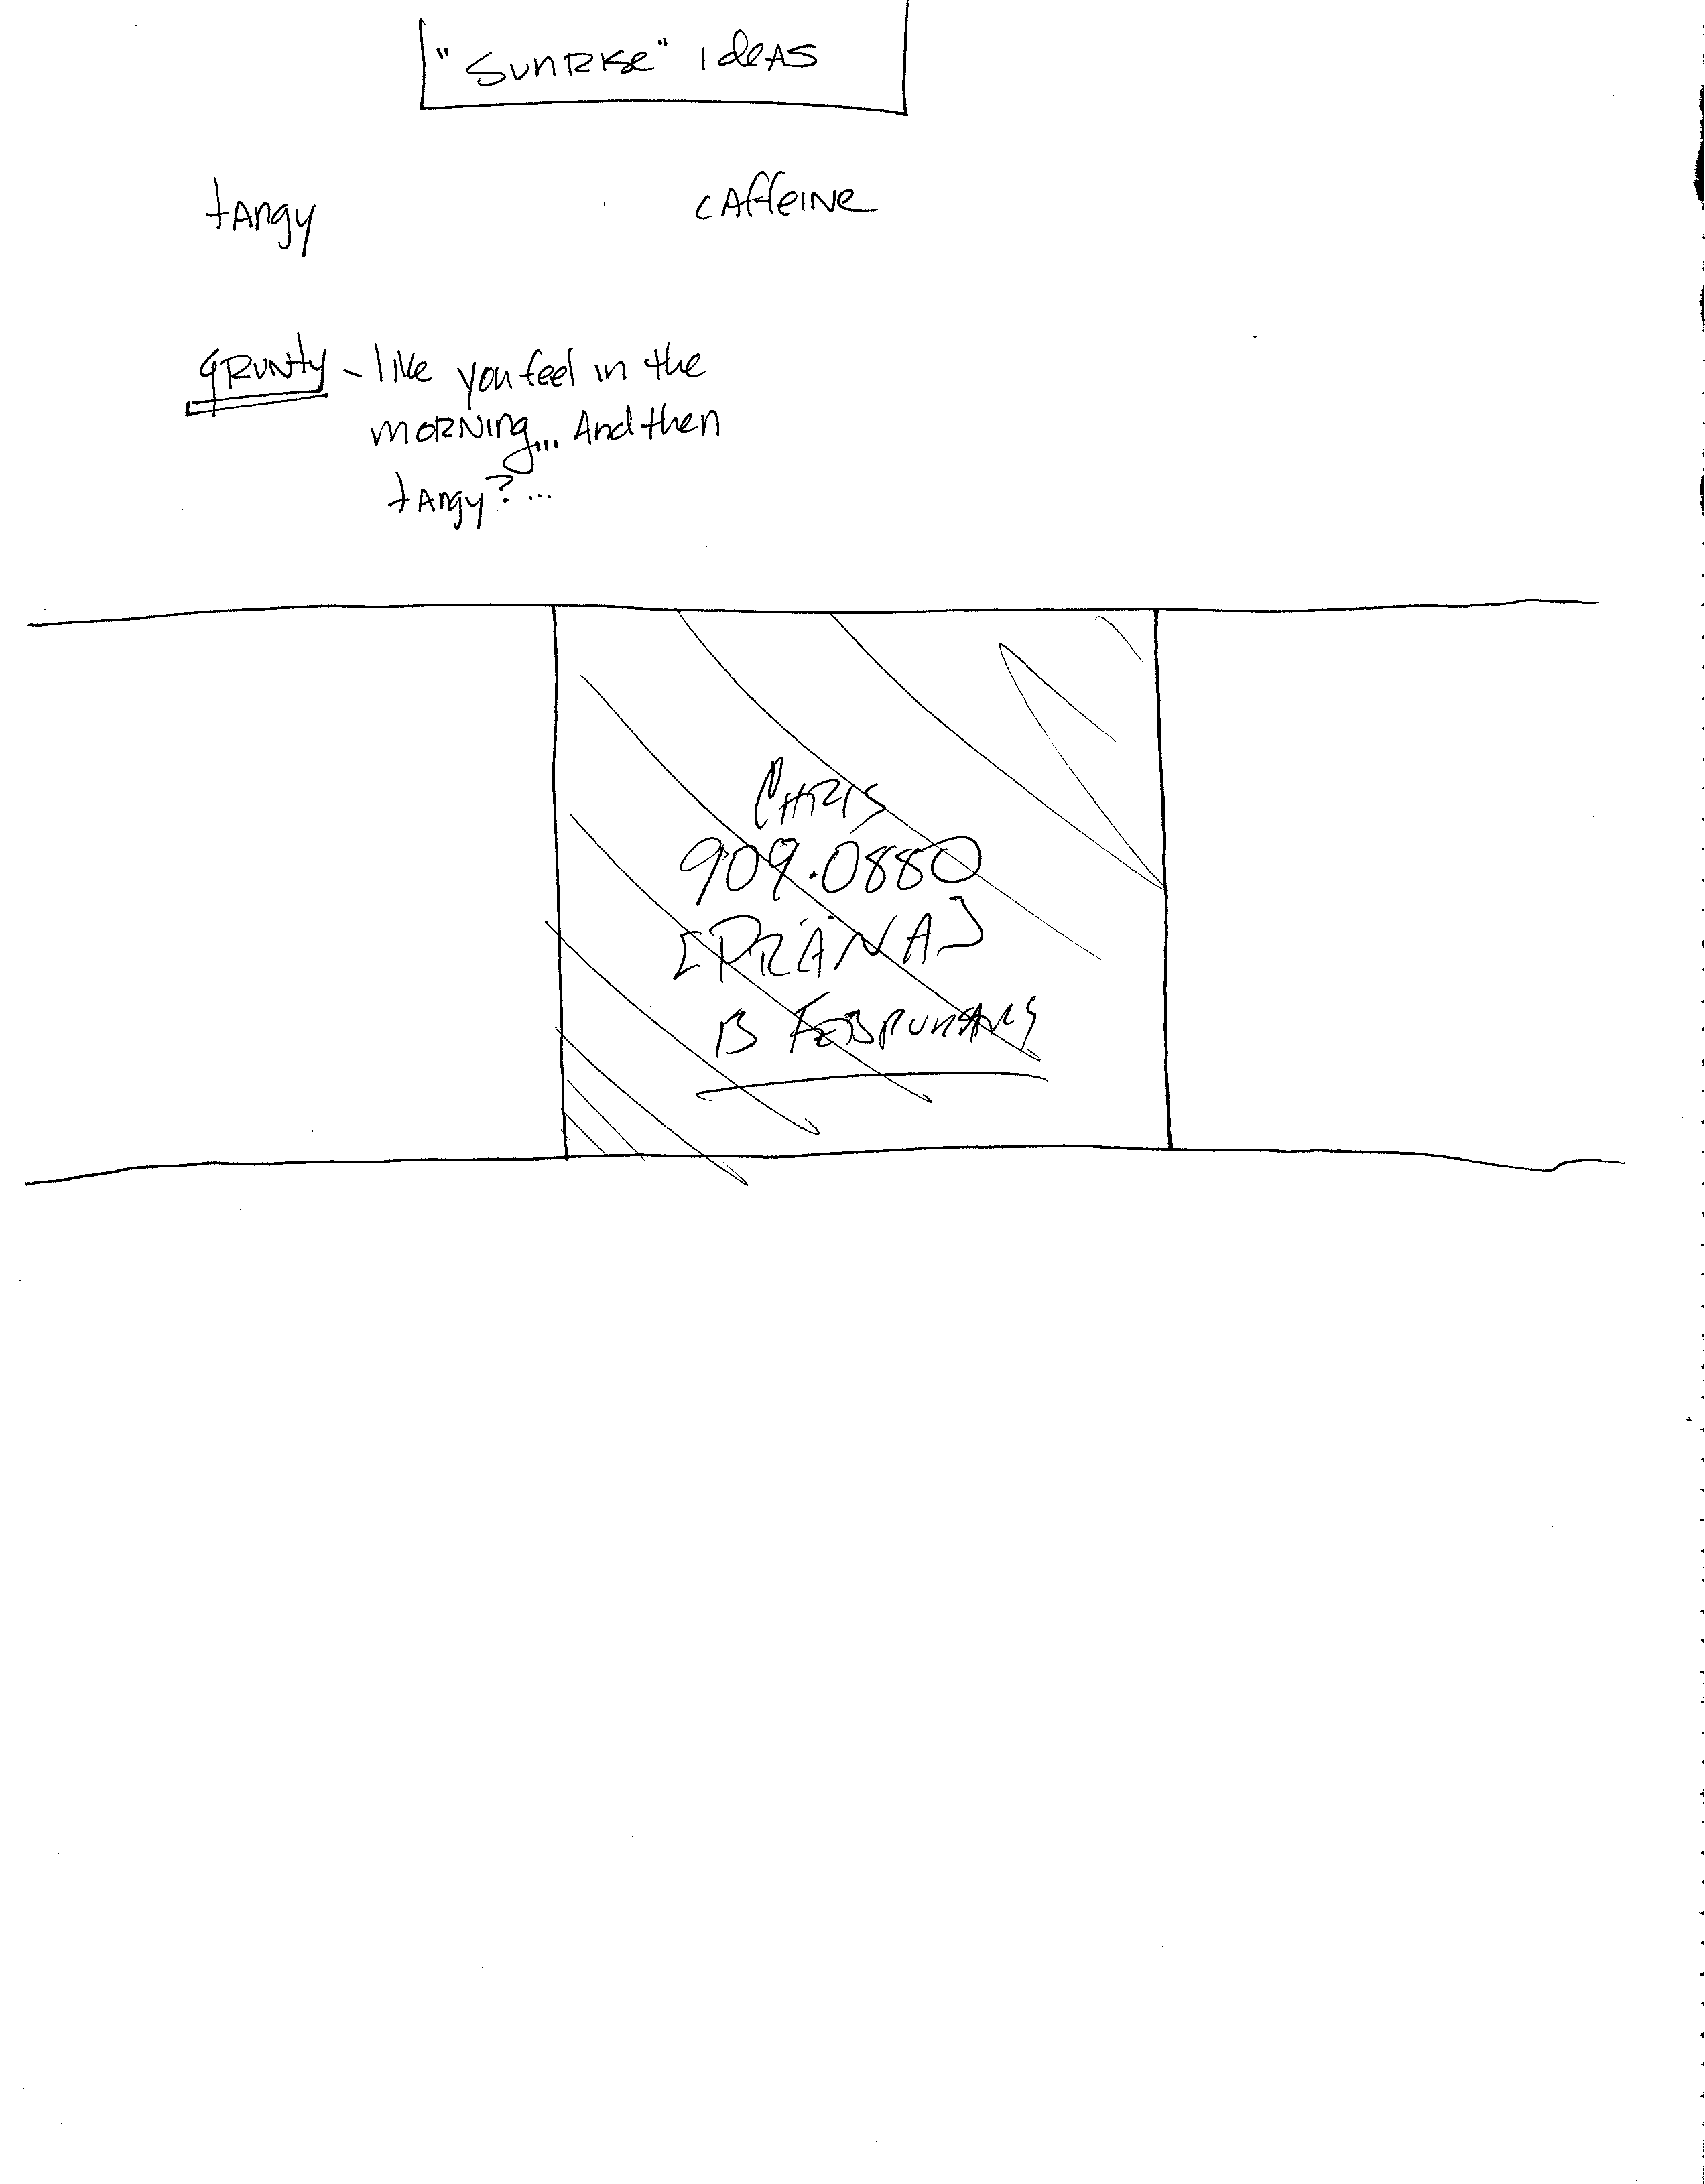 "SUNRISE" IdeAS
tAngy
CAffeINe
gRUNty - like you feel in the
mORNINg... And then
tAngy?...
CHRIS
909.0880
[PRANA]
13 FEBRUARY